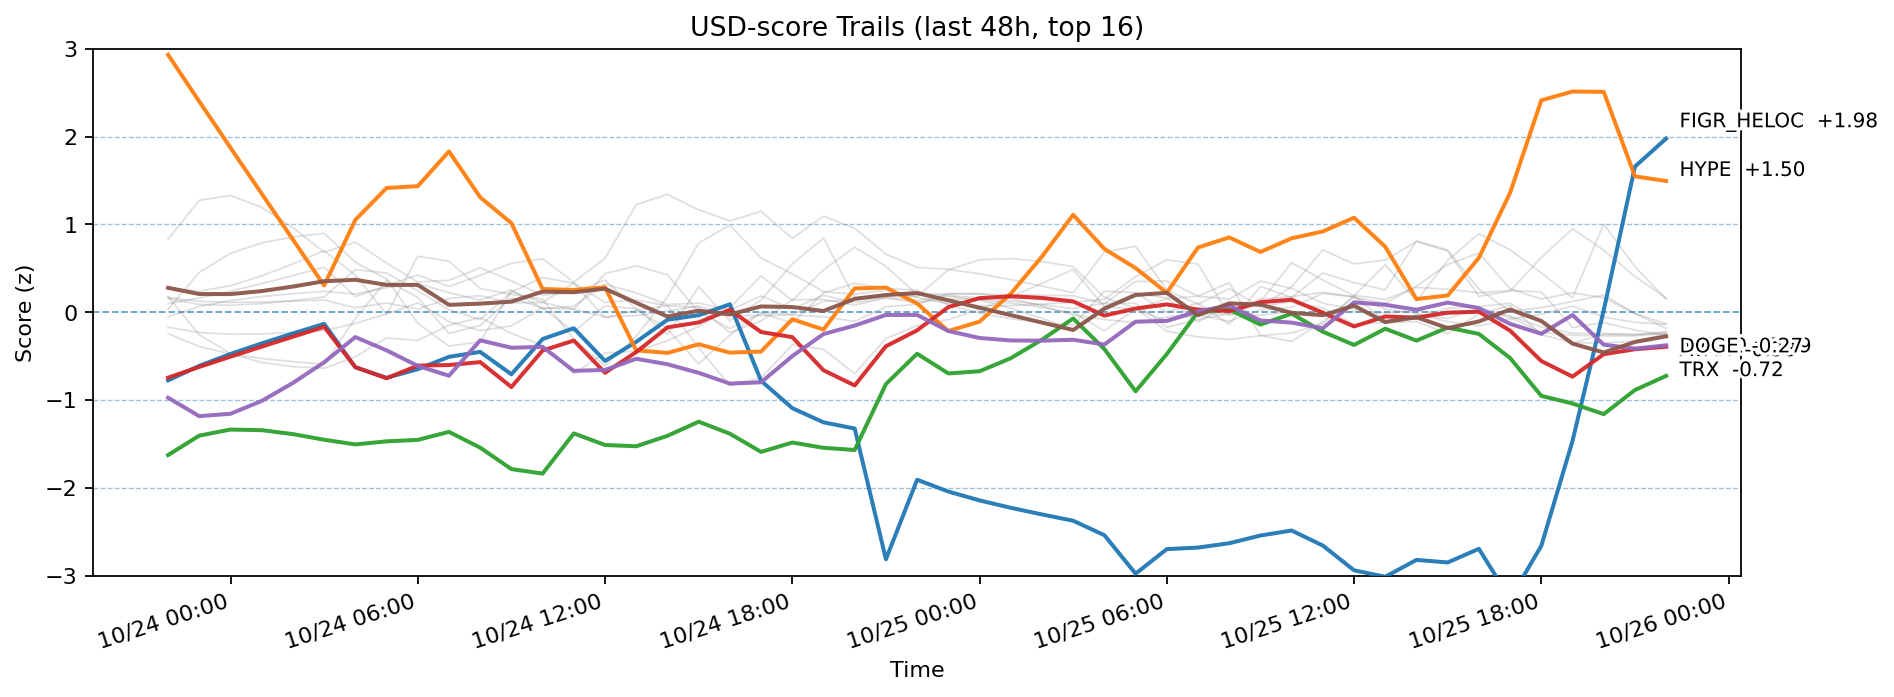 USD-score Trails (last 48h, top 16)
Score (z)
3
2
1
0
−1
−2
−3
FIGR_HELOC +1.98
HYPE +1.50
DOGE
TRX -0.72
10/24 00:00
10/24 06:00
10/24 12:00
10/24 18:00
10/25 00:00
10/25 06:00
10/25 12:00
10/25 18:00
10/26 00:00
Time